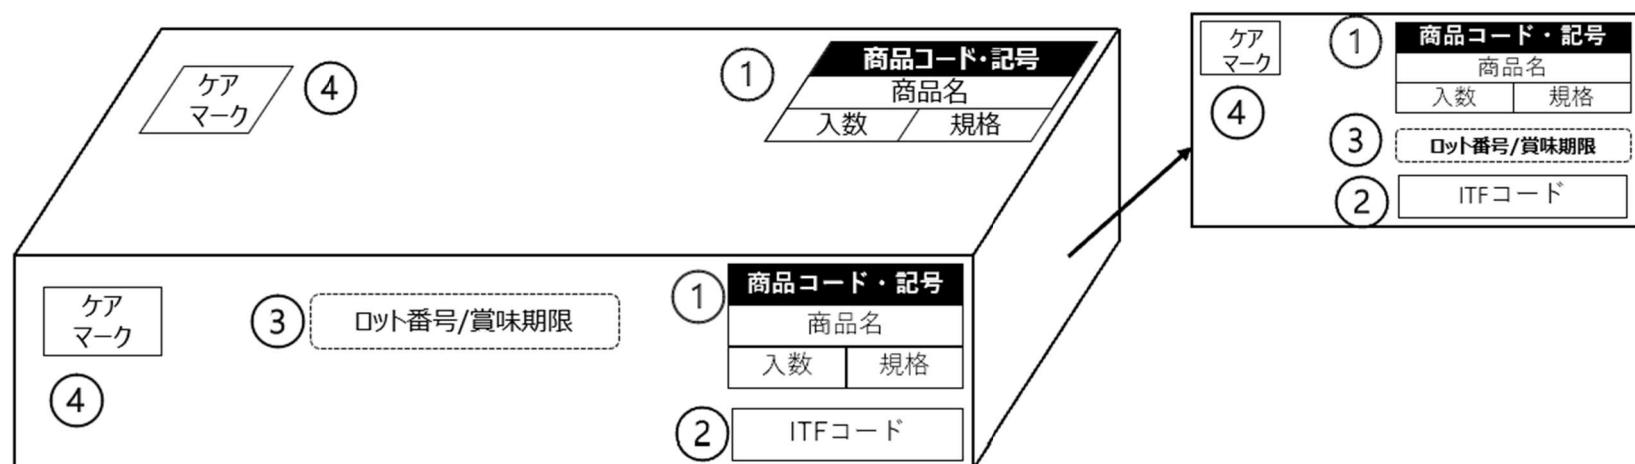 ケア
マーク
④
①
商品コード・記号
商品名
入数 規格
ケア
マーク
④
③
ロット番号/賞味期限
①
商品コード・記号
商品名
入数 規格
②
ITFコード
ケア
マーク
④
①
商品コード・記号
商品名
入数 規格
③
ロット番号/賞味期限
②
ITFコード